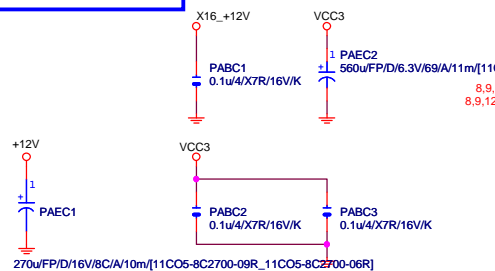 X16_+12V
VCC3
PABC1
0.1u/4/X7R/16V/K
1 PAEC2
+
560u/FP/D/6.3V/69/A/11m/[11
8,9,
8,9,12
+12V
VCC3
1
+
PAEC1
PABC2
0.1u/4/X7R/16V/K
PABC3
0.1u/4/X7R/16V/K
270u/FP/D/16V/8C/A/10m/[11CO5-8C2700-09R_11CO5-8C2700-06R]